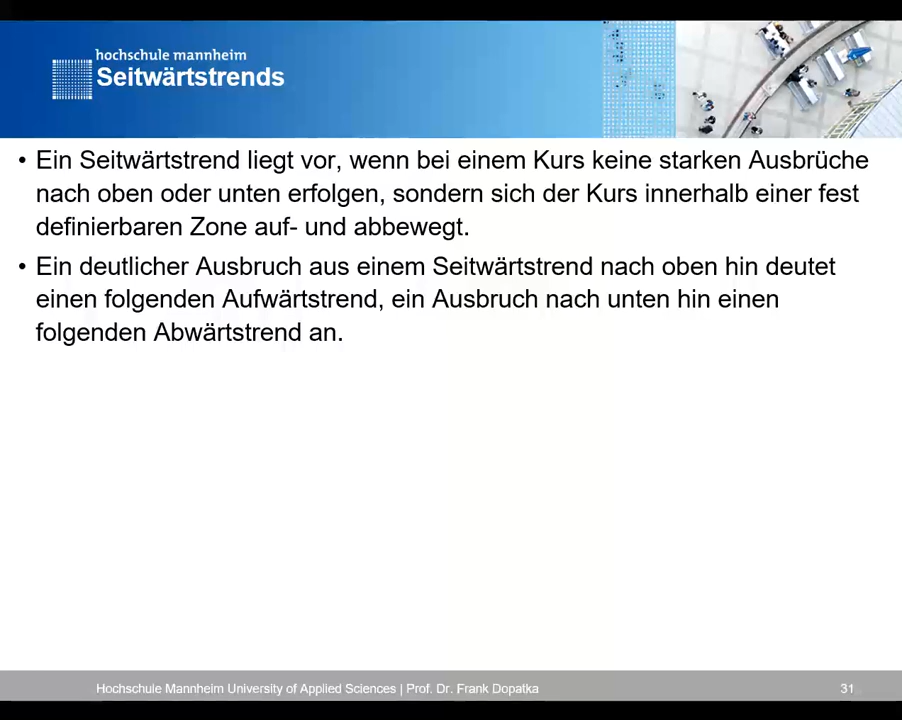 hochschule mannheim
Seitwärtstrends
• Ein Seitwärtstrend liegt vor, wenn bei einem Kurs keine starken Ausbrüche
nach oben oder unten erfolgen, sondern sich der Kurs innerhalb einer fest
definierbaren Zone auf- und abbewegt.
• Ein deutlicher Ausbruch aus einem Seitwärtstrend nach oben hin deutet
einen folgenden Aufwärtstrend, ein Ausbruch nach unten hin einen
folgenden Abwärtstrend an.
Hochschule Mannheim University of Applied Sciences | Prof. Dr. Frank Dopatka
31